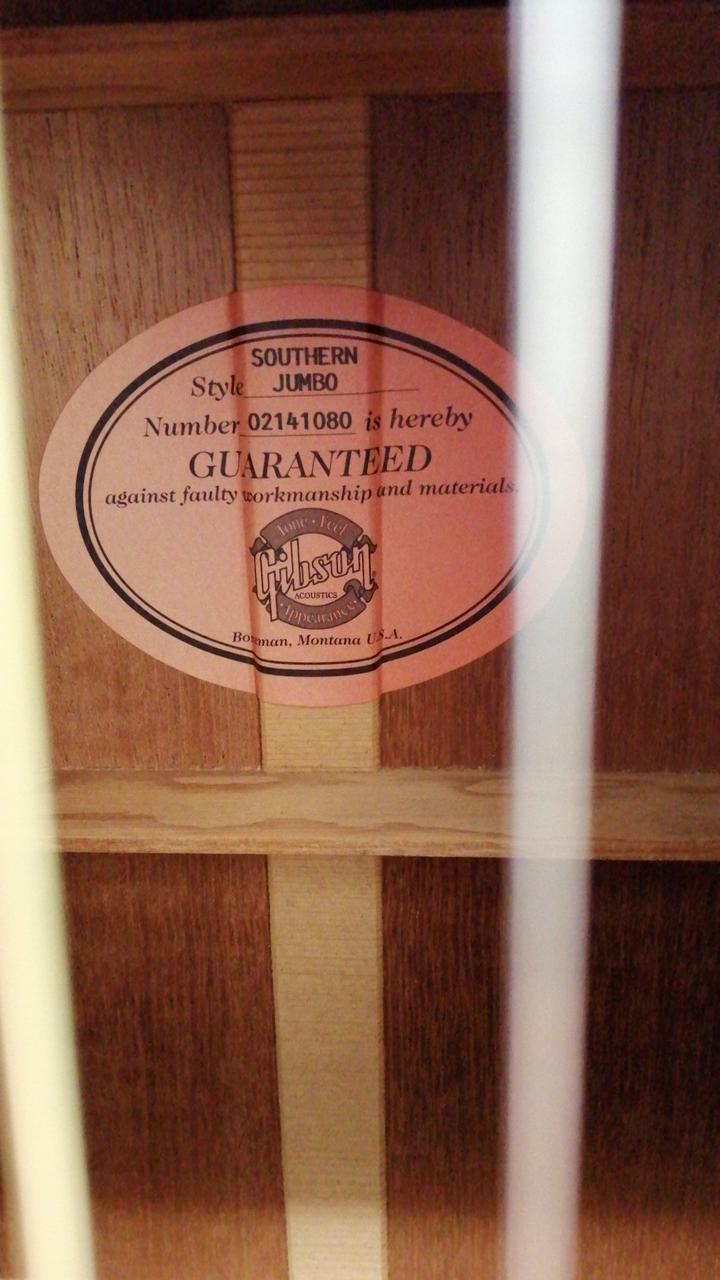 SOUTHERN
Style JUMBO
Number 02141080 is hereby
GUARANTEED
against faulty workmanship and materials.
Tone • Feel
Gibson
ACOUSTICS
Appearance
Bozeman, Montana U.S.A.